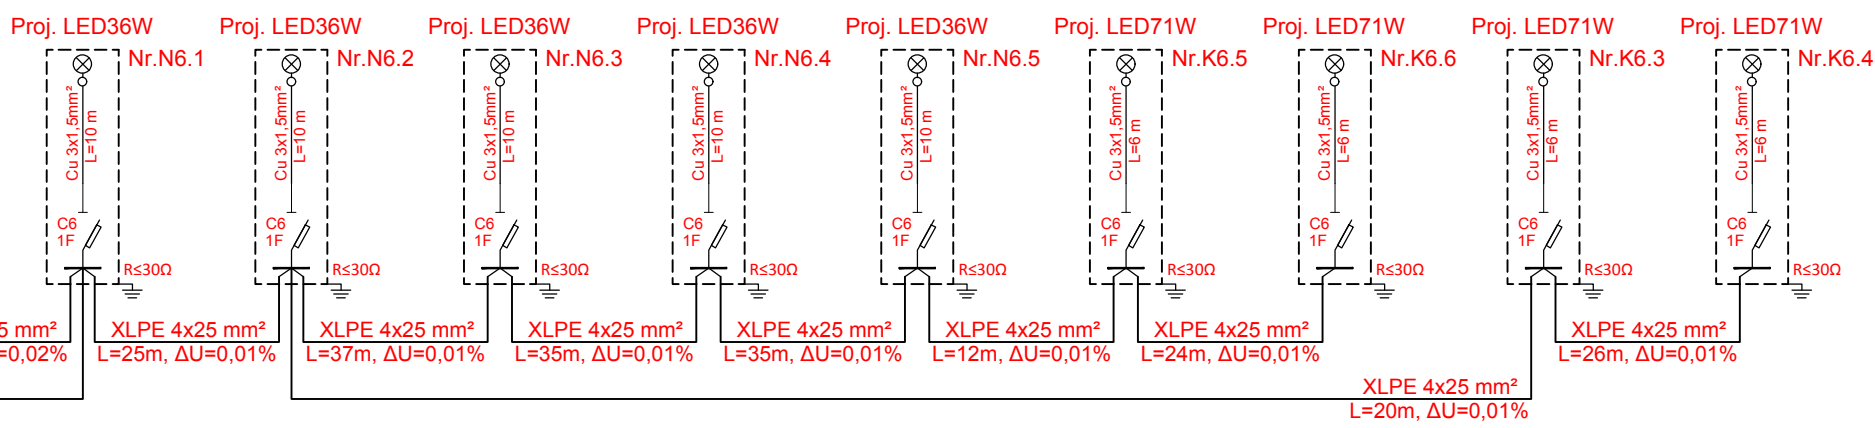 Proj. LED36W
Proj. LED36W
Proj. LED36W
Proj. LED36W
Proj. LED36W
Proj. LED71W
Proj. LED71W
Proj. LED71W
Proj. LED71W
Nr.N6.1
Nr.N6.2
Nr.N6.3
Nr.N6.4
Nr.N6.5
Nr.K6.5
Nr.K6.6
Nr.K6.3
Nr.K6.4
Cu 3x1,5mm²
L=10 m
Cu 3x1,5mm²
L=10 m
Cu 3x1,5mm²
L=10 m
Cu 3x1,5mm²
L=10 m
Cu 3x1,5mm²
L=10 m
Cu 3x1,5mm²
L=6 m
Cu 3x1,5mm²
L=6 m
Cu 3x1,5mm²
L=6 m
Cu 3x1,5mm²
L=6 m
C6
1F
C6
1F
C6
1F
C6
1F
C6
1F
C6
1F
C6
1F
C6
1F
C6
1F
R≤30Ω
R≤30Ω
R≤30Ω
R≤30Ω
R≤30Ω
R≤30Ω
R≤30Ω
R≤30Ω
R≤30Ω
5 mm²
=0,02%
XLPE 4x25 mm²
L=25m, ΔU=0,01%
XLPE 4x25 mm²
L=37m, ΔU=0,01%
XLPE 4x25 mm²
L=35m, ΔU=0,01%
XLPE 4x25 mm²
L=35m, ΔU=0,01%
XLPE 4x25 mm²
L=12m, ΔU=0,01%
XLPE 4x25 mm²
L=24m, ΔU=0,01%
XLPE 4x25 mm²
L=26m, ΔU=0,01%
XLPE 4x25 mm²
L=20m, ΔU=0,01%